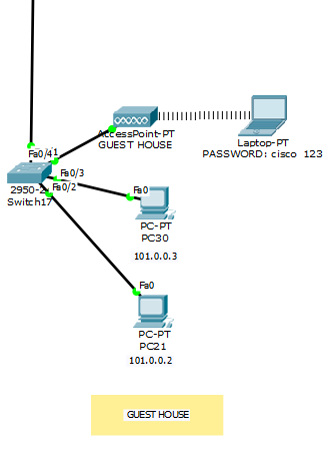 AccessPoint-PT
GUEST HOUSE
Laptop-PT
PASSWORD: cisco 123
Fa0/4
1
Fa0/3
Fa0/2
2950-2
Switch17
Fa0
PC-PT
PC30
101.0.0.3
Fa0
PC-PT
PC21
101.0.0.2
GUEST HOUSE